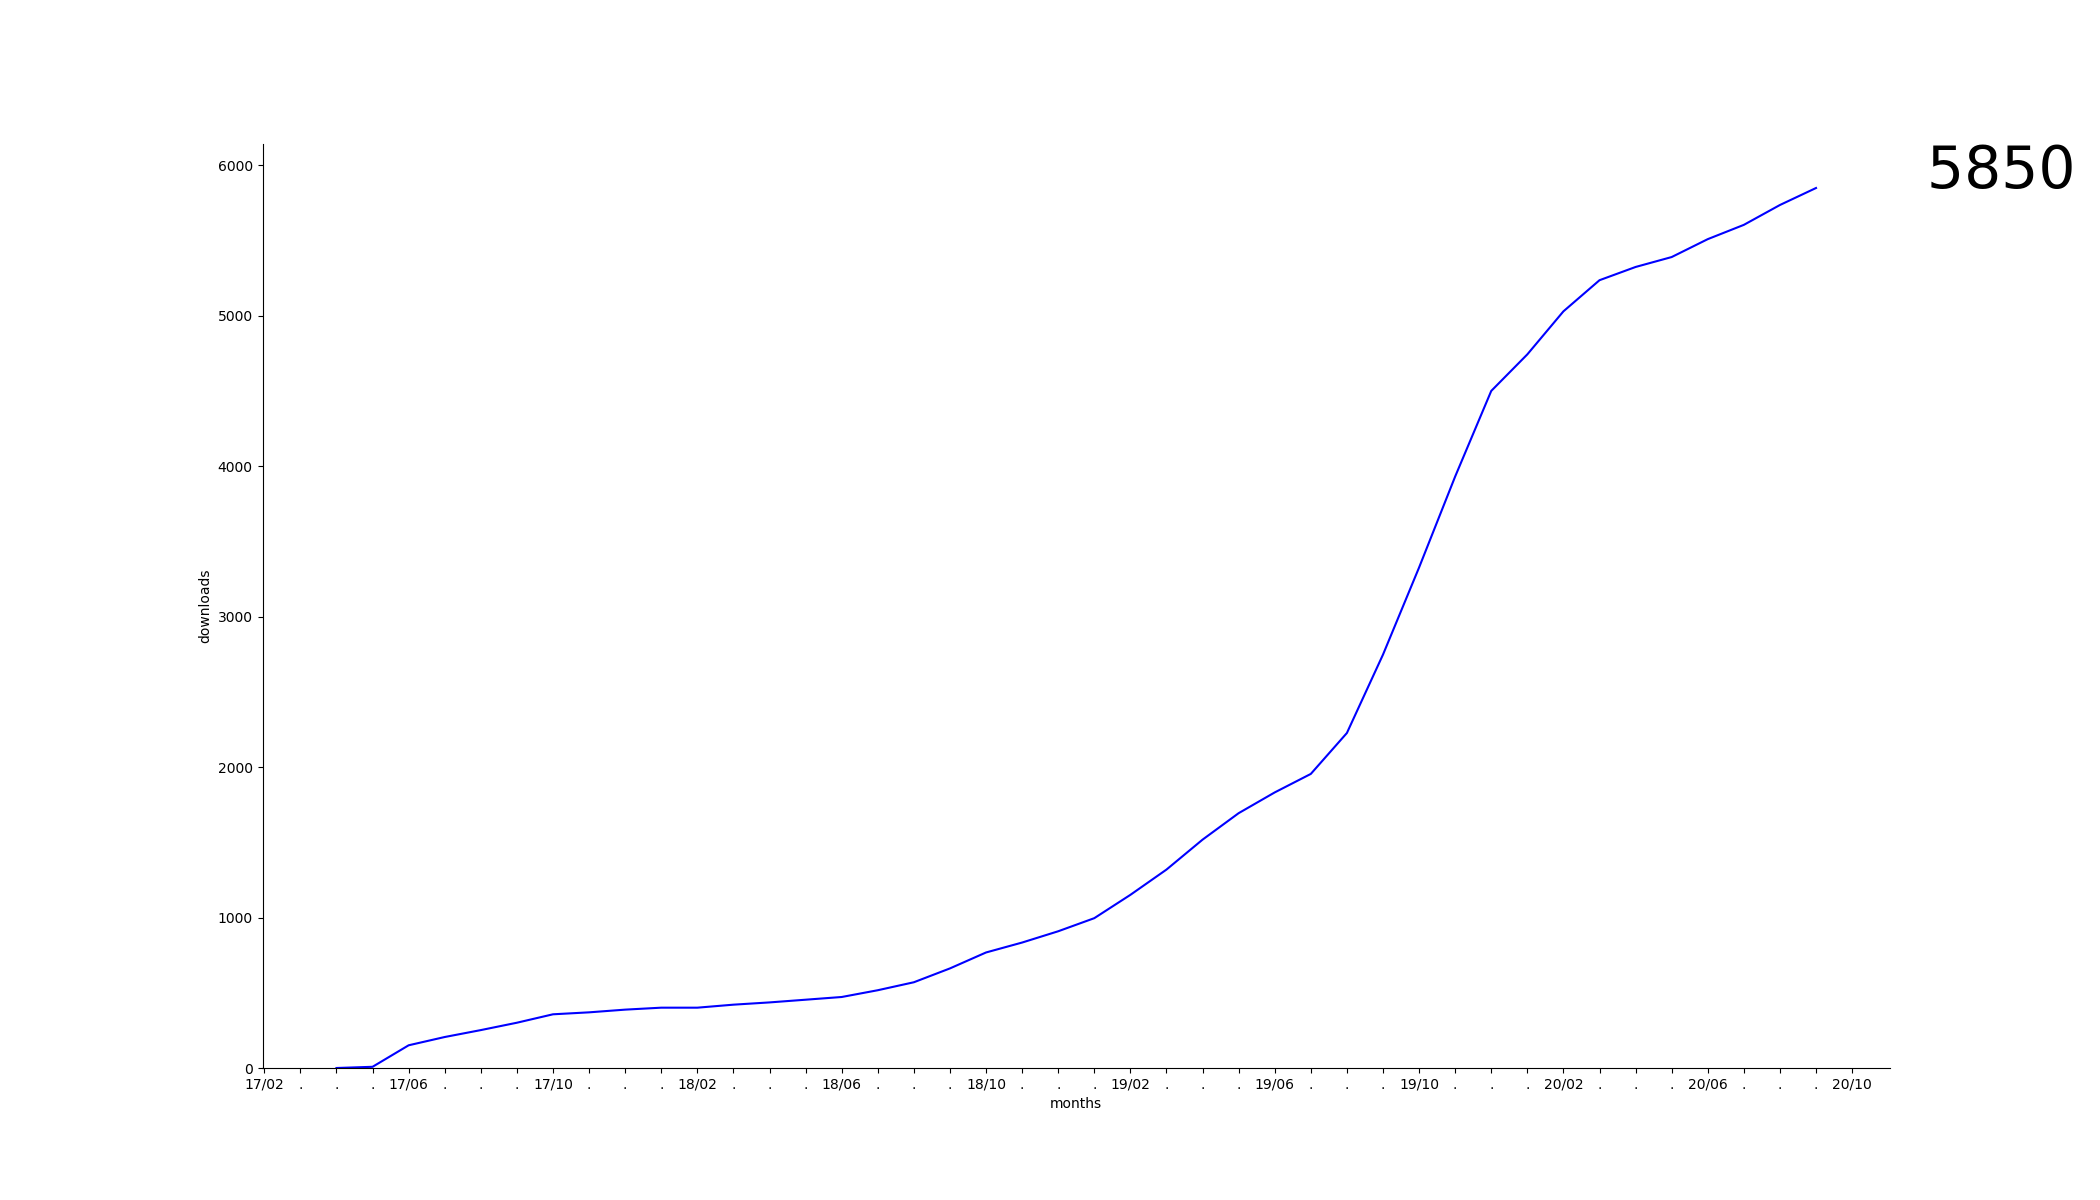 5850
6000
5000
4000
3000
2000
1000
0
downloads
17/02 . . . 17/06 . . . 17/10 . . . 18/02 . . . 18/06 . . . 18/10 . . . 19/02 . . . 19/06 . . . 19/10 . . . 20/02 . . . 20/06 . . . 20/10
months